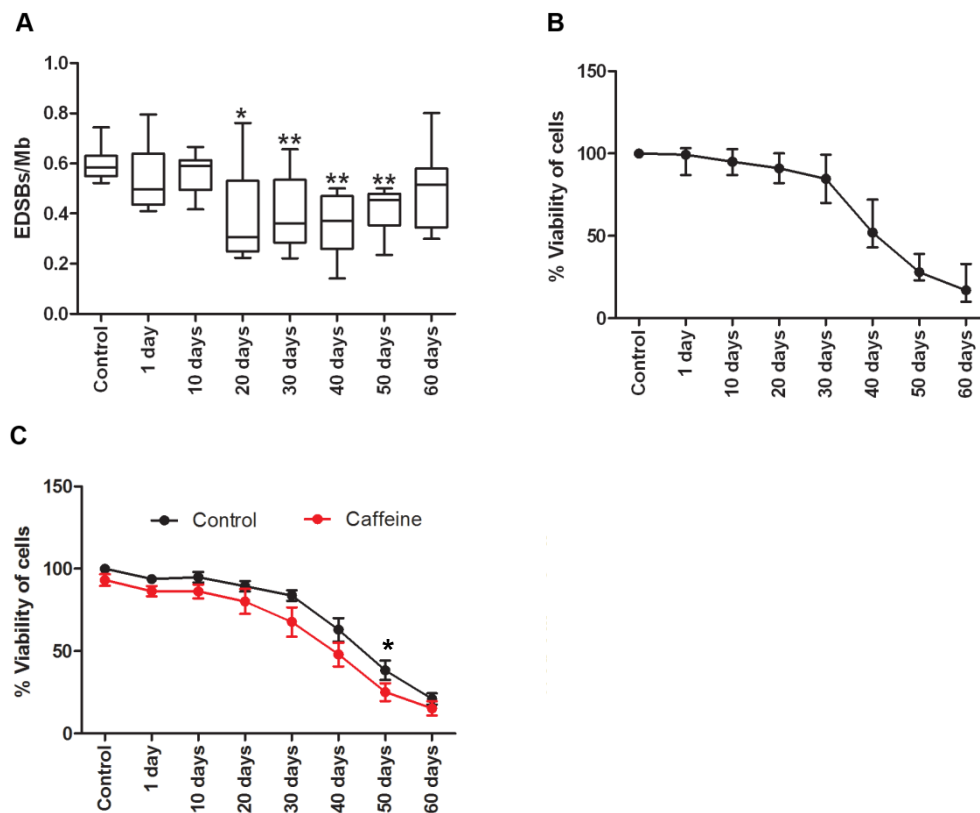 A
EDSBs/Mb
1.0
0.8
0.6
0.4
0.2
0.0
*
**
**
**
Control
1 day
10 days
20 days
30 days
40 days
50 days
60 days
B
% Viability of cells
150
100
50
0
Control
1 day
10 days
20 days
30 days
40 days
50 days
60 days
C
% Viability of cells
150
100
50
0
Control
Caffeine
*
Control
1 day
10 days
20 days
30 days
40 days
50 days
60 days